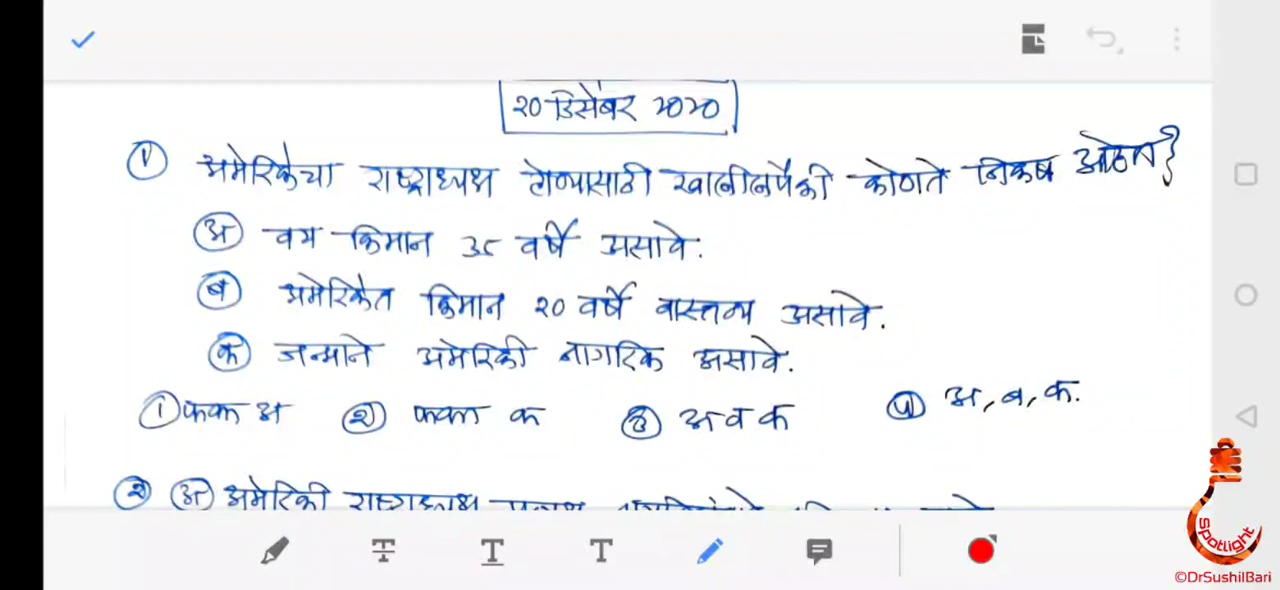 २० डिसेंबर २०२०
१ अमेरिकेचा राष्ट्राध्यक्ष होण्यासाठी खालीलपैकी कोणते निकष आहेत?
अ वय किमान ३५ वर्षे असावे.
ब अमेरिकेत किमान २० वर्षे वास्तव्य असावे.
क जन्माने अमेरिकी नागरिक असावे.
१ फक्त अ २ फक्त क ३ अ व क ४ अ, ब, क.
२ अ अमेरिकी राष्ट्राध्यक्ष
Spotlight
©DrSushilBari